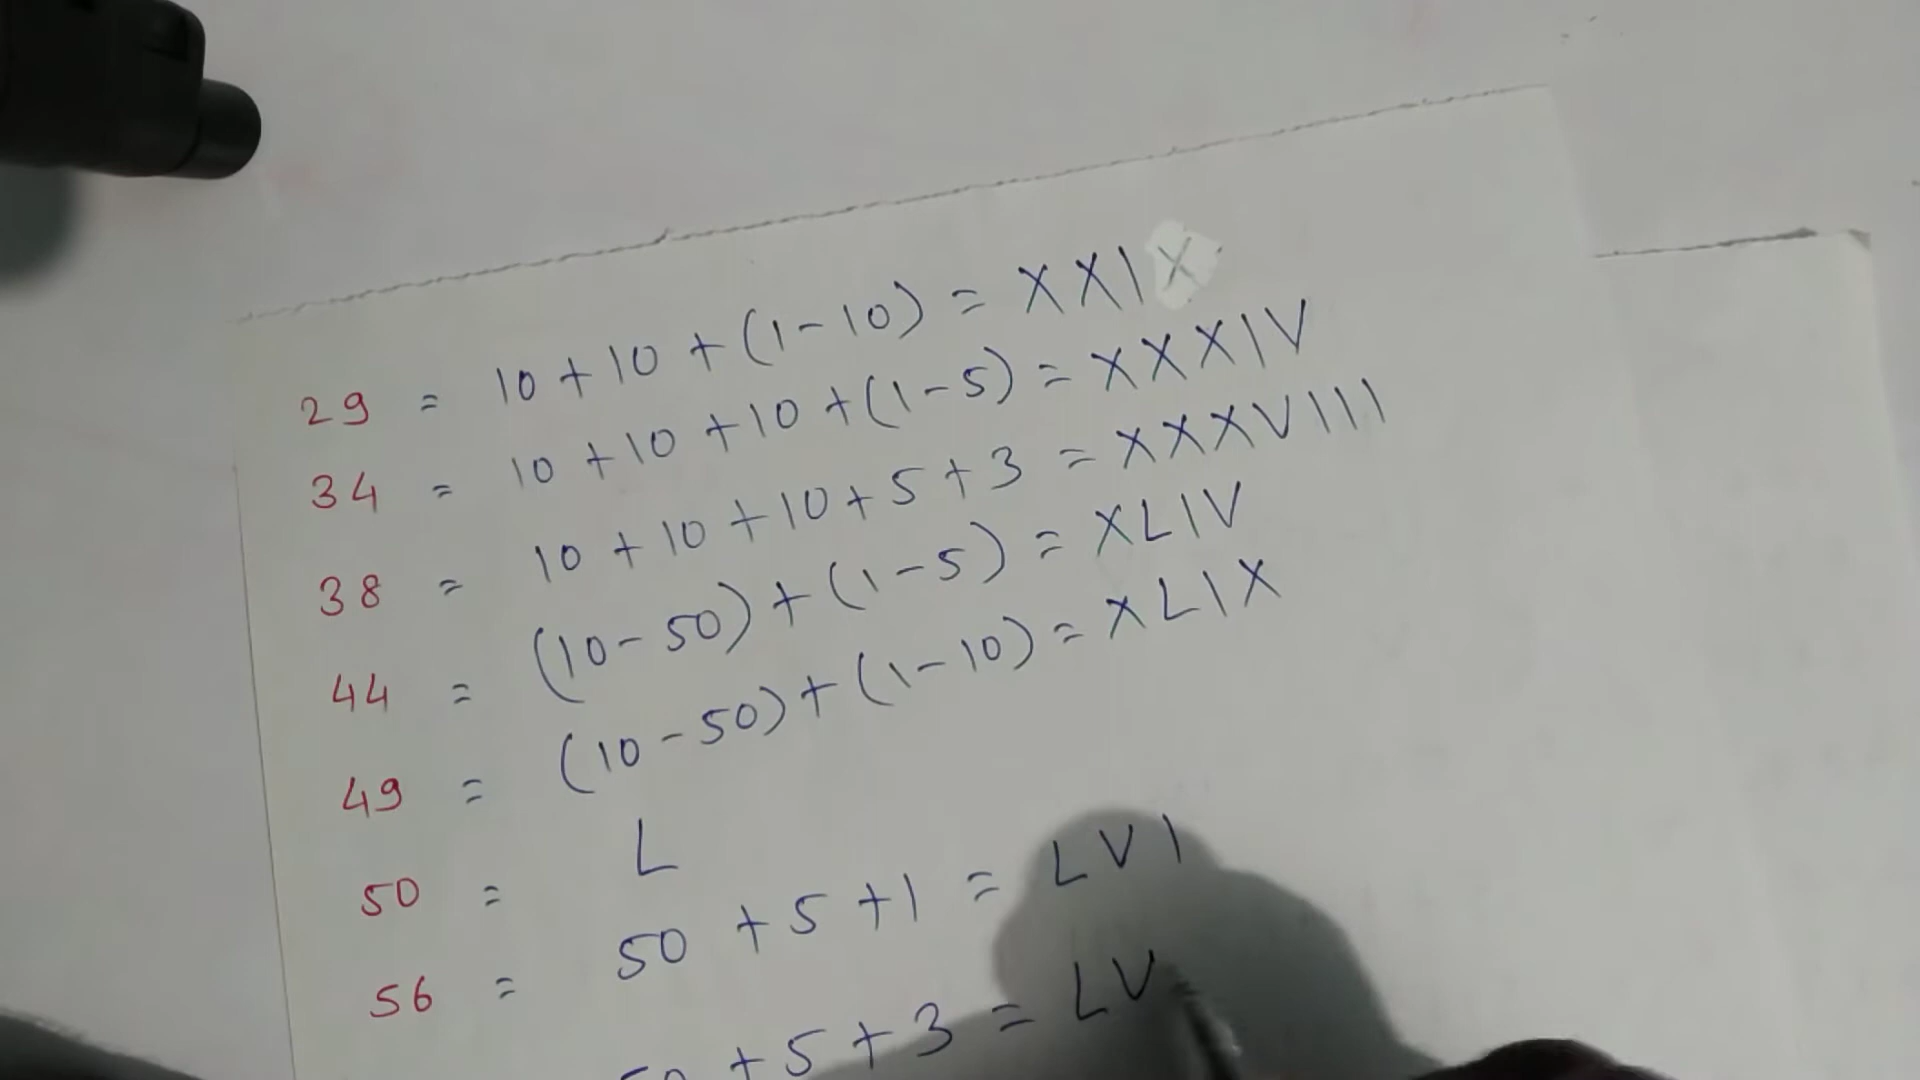 29 = 10 + 10 + (1 - 10) = XXIX
34 = 10 + 10 + 10 + (1 - 5) = XXXIV
38 = 10 + 10 + 10 + 5 + 3 = XXXVIII
44 = (10 - 50) + (1 - 5) = XLIV
49 = (10 - 50) + (1 - 10) = XLIX
50 = L
56 = 50 + 5 + 1 = LVI
50 + 5 + 3 = LV